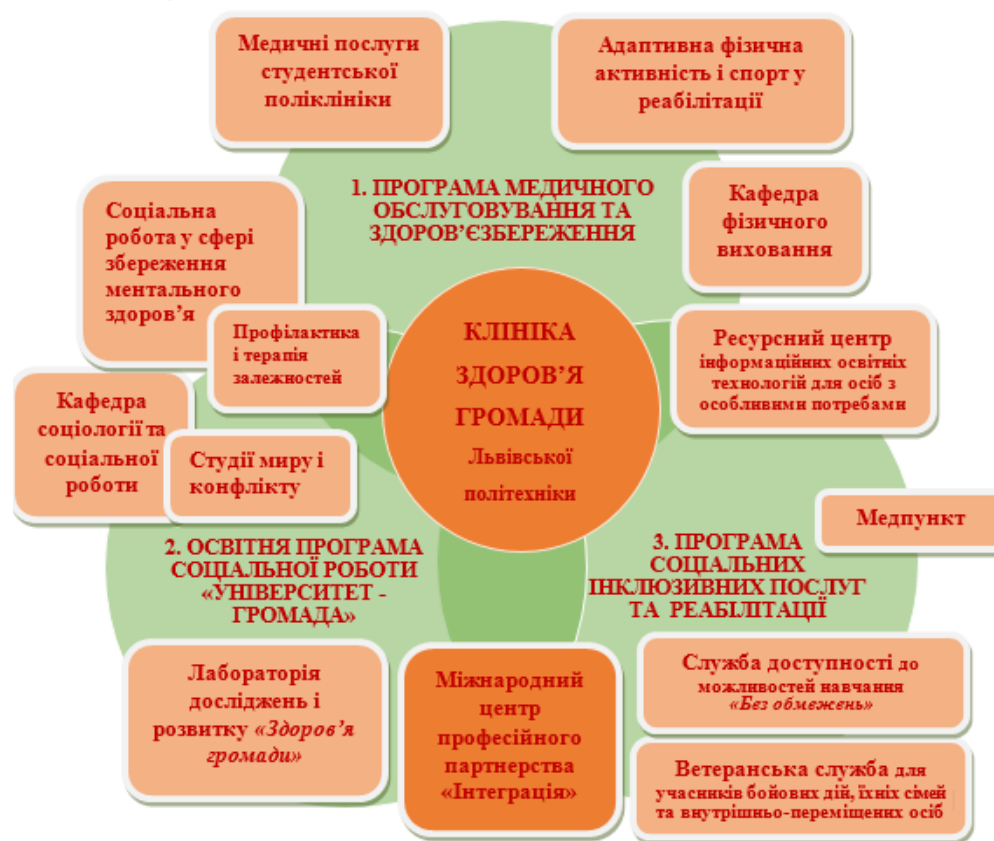 Медичні послуги
студентської
поліклініки
Адаптивна фізична
активність і спорт у
реабілітації
1. ПРОГРАМА МЕДИЧНОГО
ОБСЛУГОВУВАННЯ ТА
ЗДОРОВ’ЄЗБЕРЕЖЕННЯ
Соціальна
робота у сфері
збереження
ментального
здоров’я
Кафедра
фізичного
виховання
Профілактика
і терапія
залежностей
КЛІНІКА
ЗДОРОВ’Я
ГРОМАДИ
Львівської
політехніки
Ресурсний центр
інформаційних освітніх
технологій для осіб з
особливими потребами
Кафедра
соціології та
соціальної
роботи
Студії миру і
конфлікту
Медпункт
2. ОСВІТНЯ ПРОГРАМА
СОЦІАЛЬНОЇ РОБОТИ
«УНІВЕРСИТЕТ -
ГРОМАДА»
3. ПРОГРАМА
СОЦІАЛЬНИХ
ІНКЛЮЗИВНИХ ПОСЛУГ
ТА РЕАБІЛІТАЦІЇ
Лабораторія
досліджень і
розвитку «Здоров’я
громади»
Міжнародний
центр
професійного
партнерства
«Інтеграція»
Служба доступності до
можливостей навчання
«Без обмежень»
Ветеранська служба для
учасників бойових дій, їхніх сімей
та внутрішньо-переміщених осіб